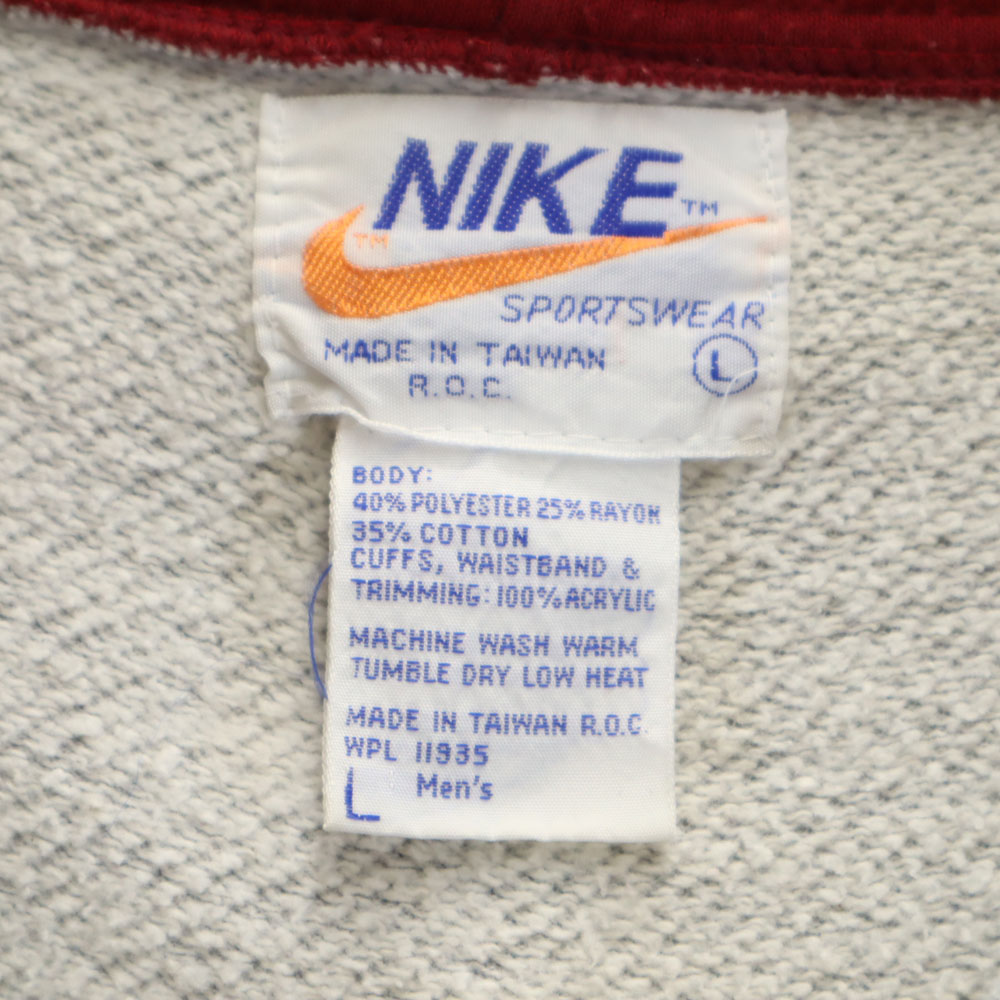 NIKE™
™
SPORTSWEAR
MADE IN TAIWAN
R.O.C.
L
BODY:
40% POLYESTER 25% RAYON
35% COTTON
CUFFS, WAISTBAND &
TRIMMING: 100% ACRYLIC
MACHINE WASH WARM
TUMBLE DRY LOW HEAT
MADE IN TAIWAN R.O.C.
WPL 11935
L Men's